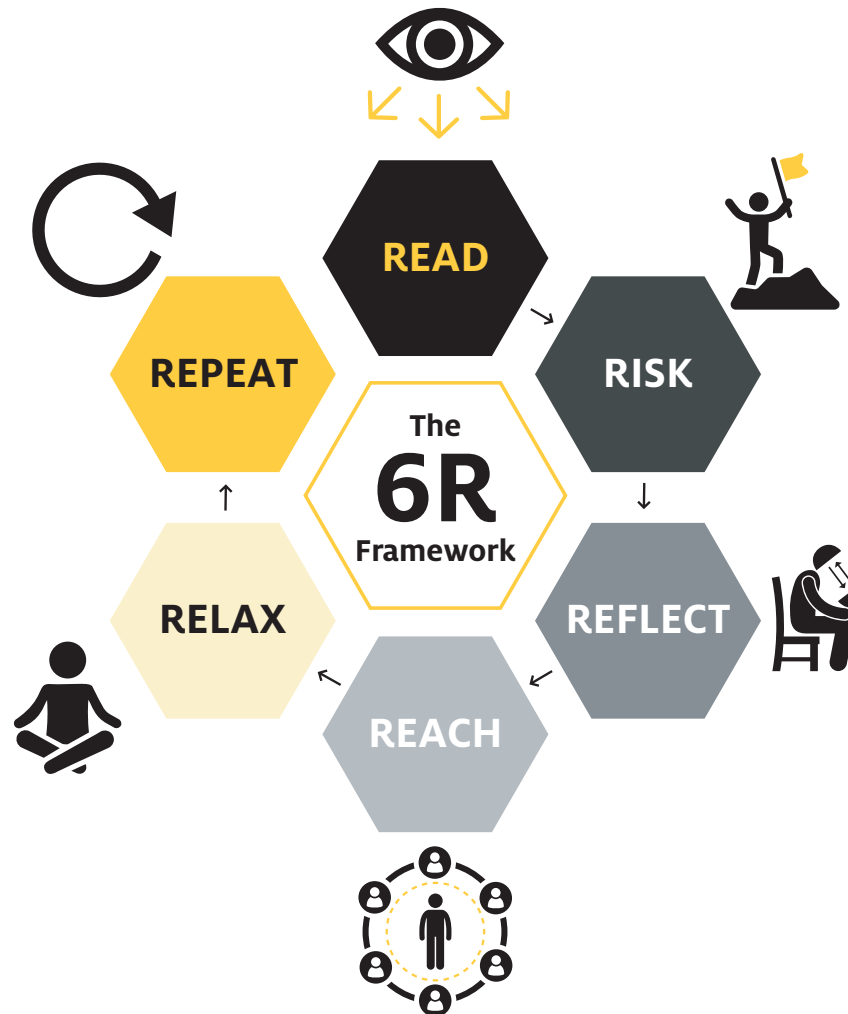 READ
RISK
REFLECT
REACH
RELAX
REPEAT
The
6R
Framework